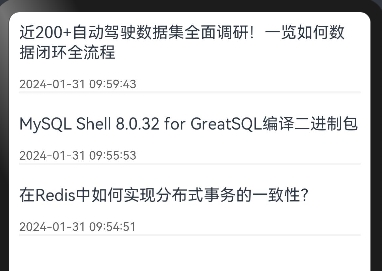 近200+自动驾驶数据集全面调研！一览如何数
据闭环全流程
2024-01-31 09:59:43
MySQL Shell 8.0.32 for GreatSQL编译二进制包
2024-01-31 09:55:53
在Redis中如何实现分布式事务的一致性？
2024-01-31 09:54:51